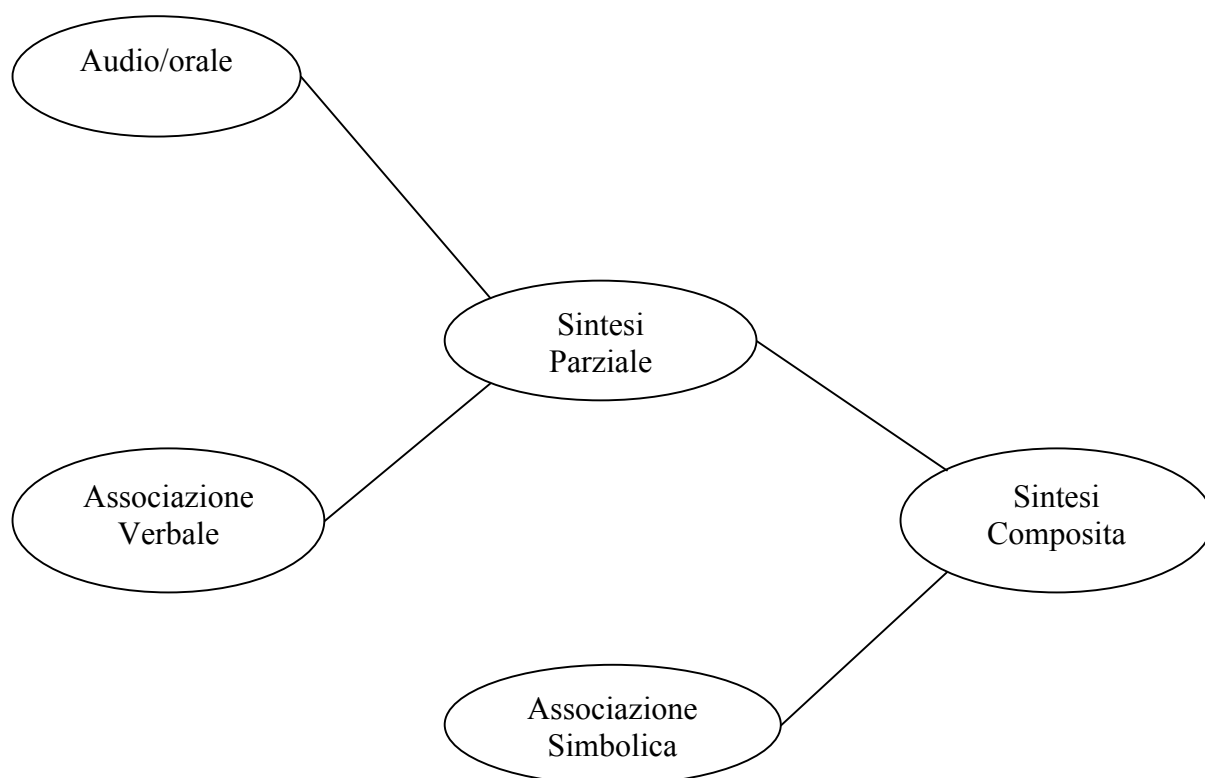 Audio/orale
Sintesi
Parziale
Associazione
Verbale
Sintesi
Composita
Associazione
Simbolica